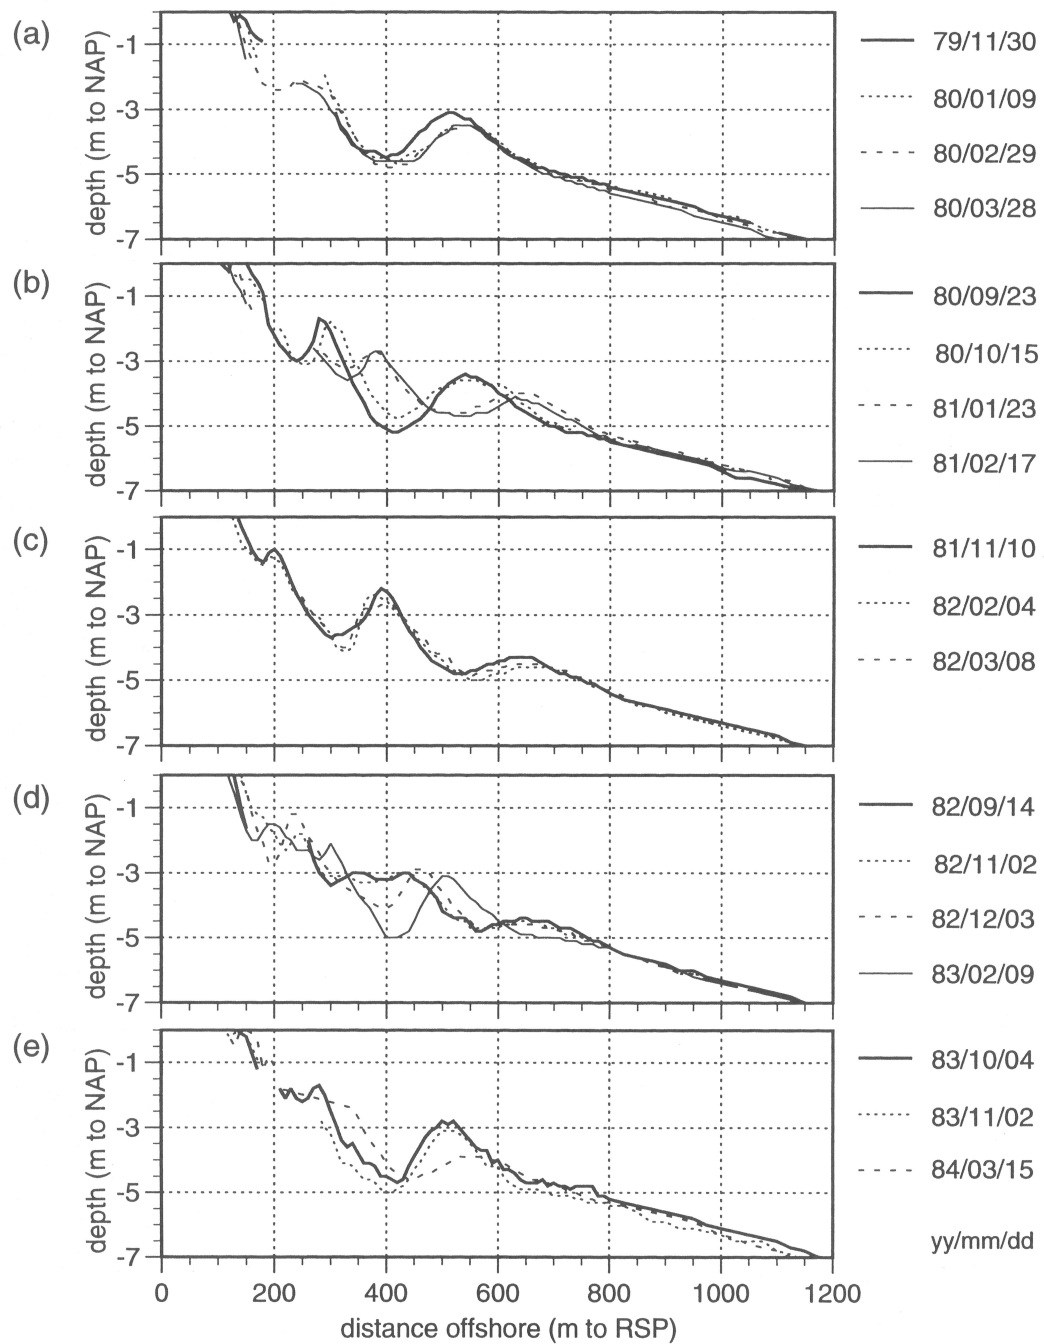 (a)
depth (m to NAP)
-1
-3
-5
-7
79/11/30
80/01/09
80/02/29
80/03/28
(b)
depth (m to NAP)
-1
-3
-5
-7
80/09/23
80/10/15
81/01/23
81/02/17
(c)
depth (m to NAP)
-1
-3
-5
-7
81/11/10
82/02/04
82/03/08
(d)
depth (m to NAP)
-1
-3
-5
-7
82/09/14
82/11/02
82/12/03
83/02/09
(e)
depth (m to NAP)
-1
-3
-5
-7
83/10/04
83/11/02
84/03/15
yy/mm/dd
0 200 400 600 800 1000 1200
distance offshore (m to RSP)